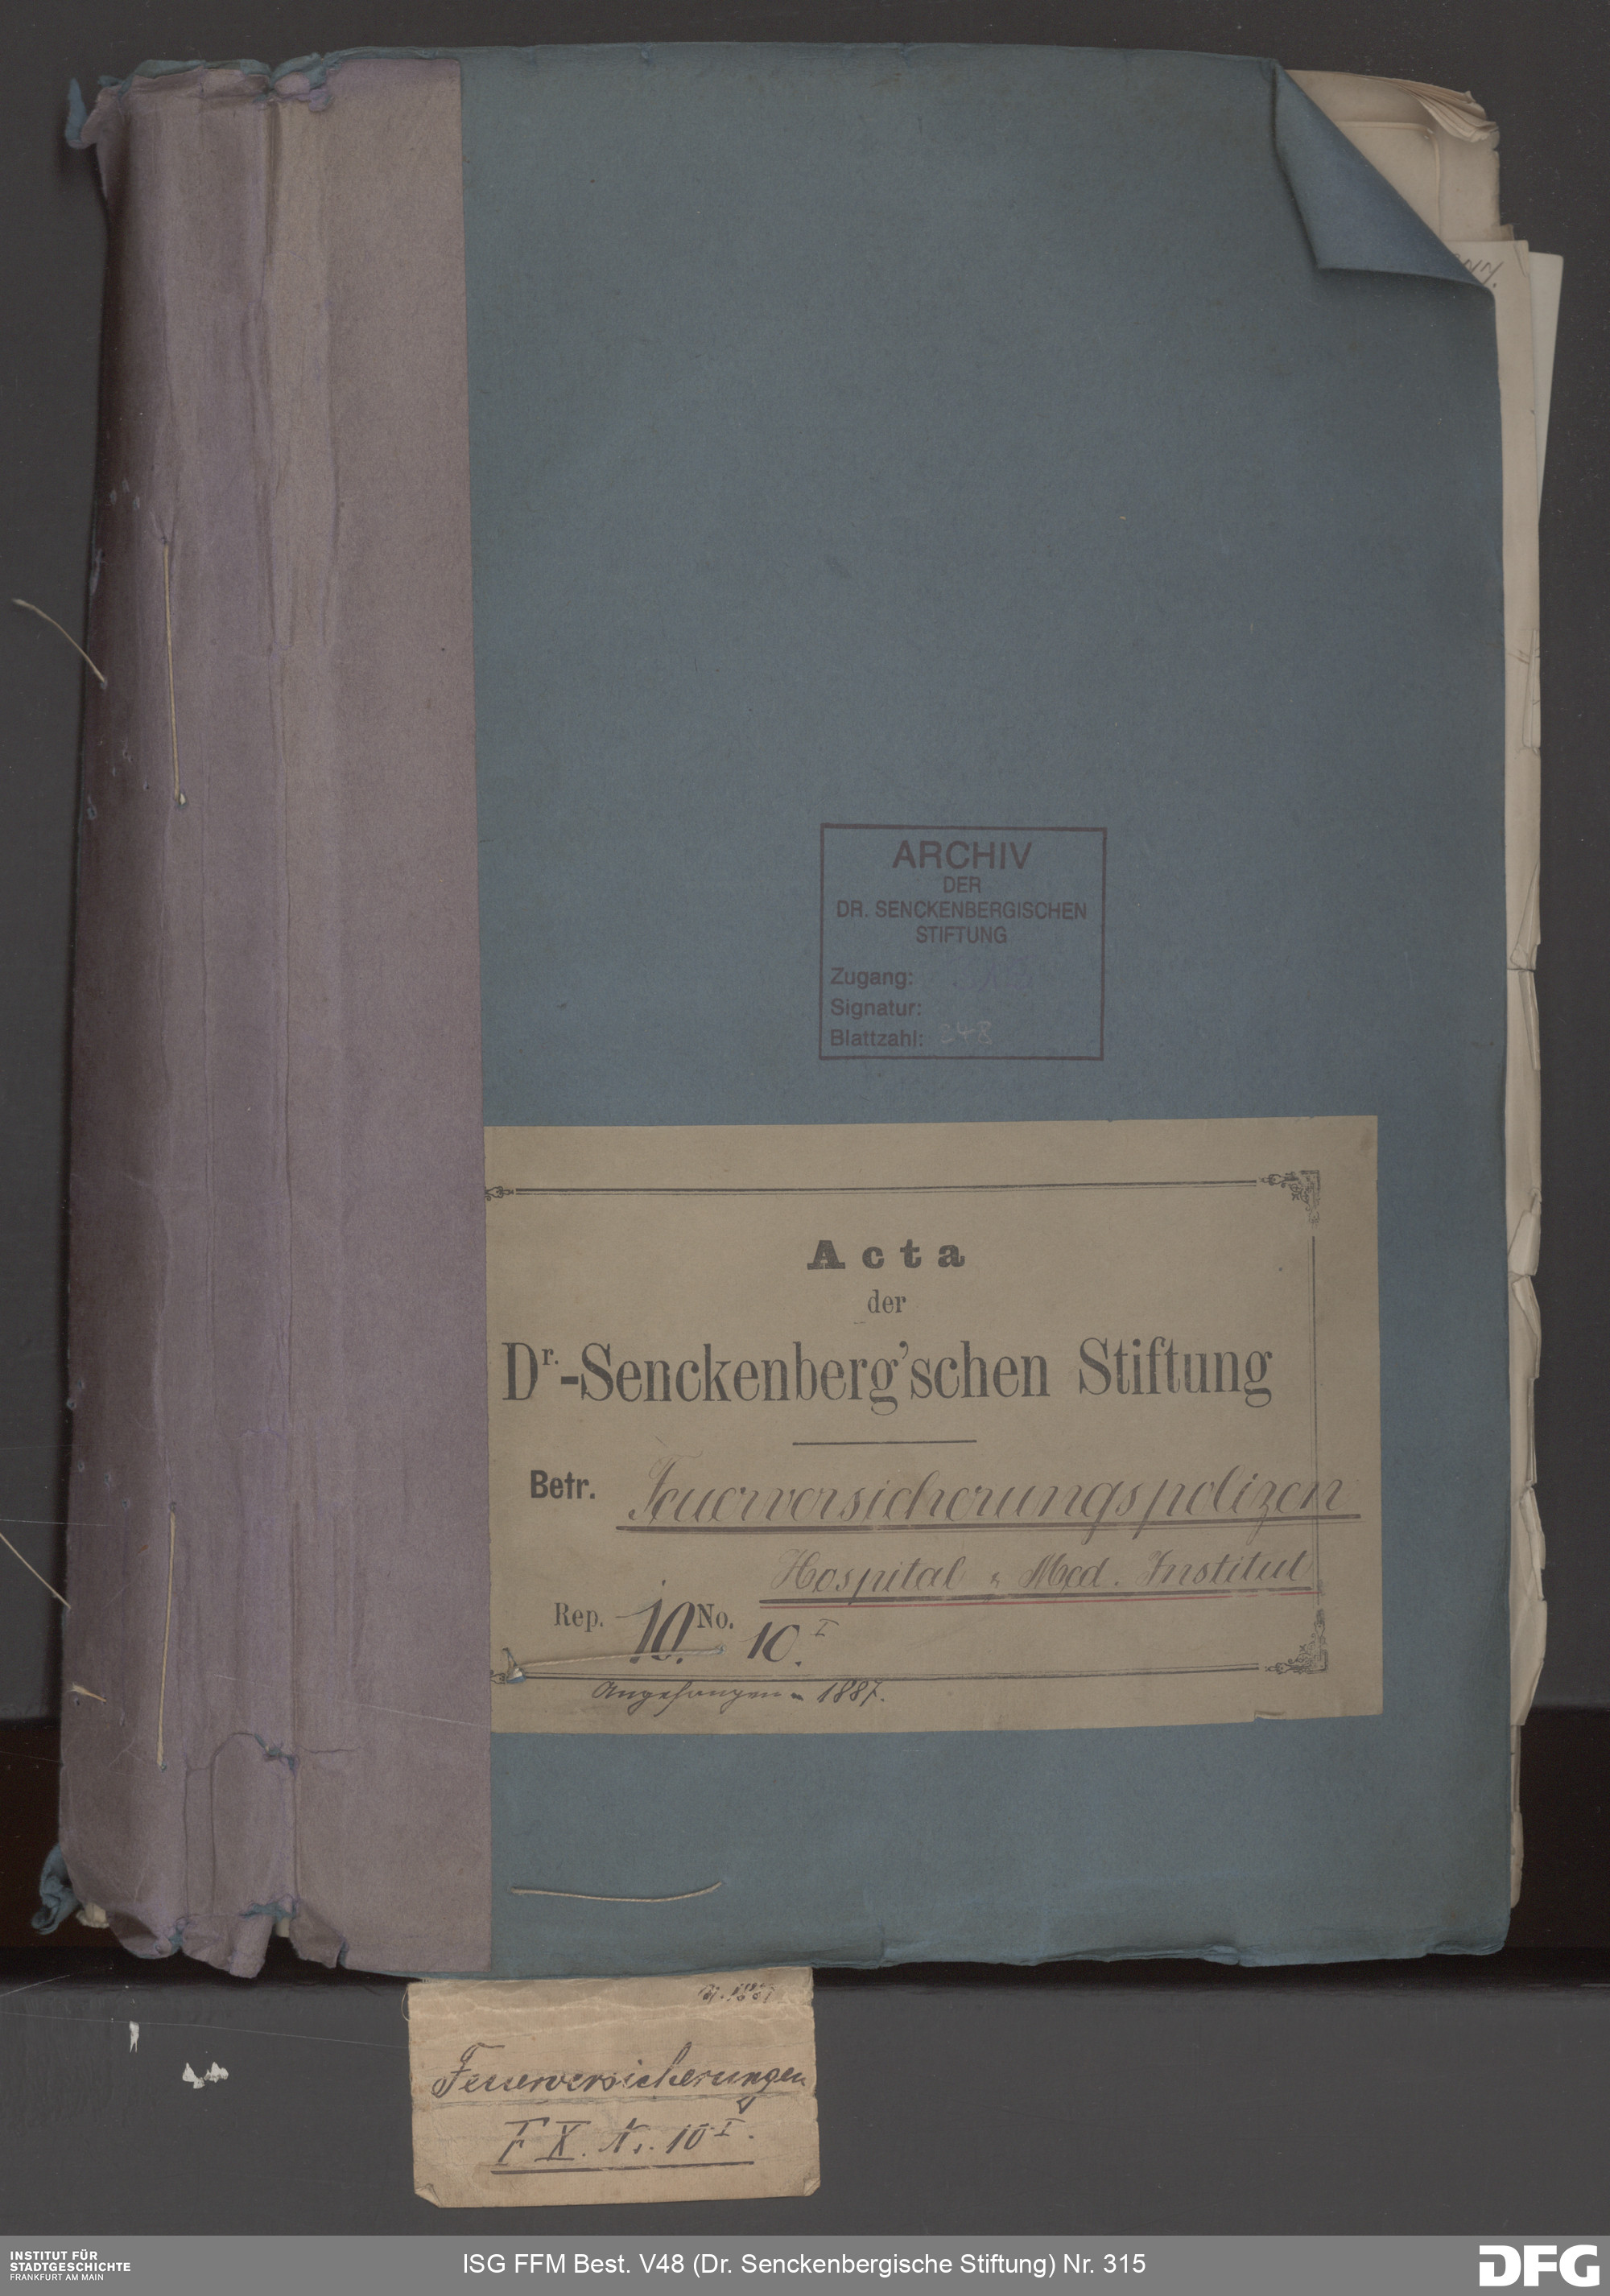 ARCHIV
DER
DR. SENCKENBERGISCHEN
STIFTUNG
Zugang:
Signatur:
Blattzahl: 348
Acta
der
Dr.-Senckenberg'schen Stiftung
Betr. Feuerversicherungspolizen
Hospital & Med. Institut
Rep. 10. No. 10. I
Angefangen - 1887.
Feuerversicherungen
F X. No. 10 I.
INSTITUT FÜR
STADTGESCHICHTE
FRANKFURT AM MAIN
ISG FFM Best. V48 (Dr. Senckenbergische Stiftung) Nr. 315
DFG